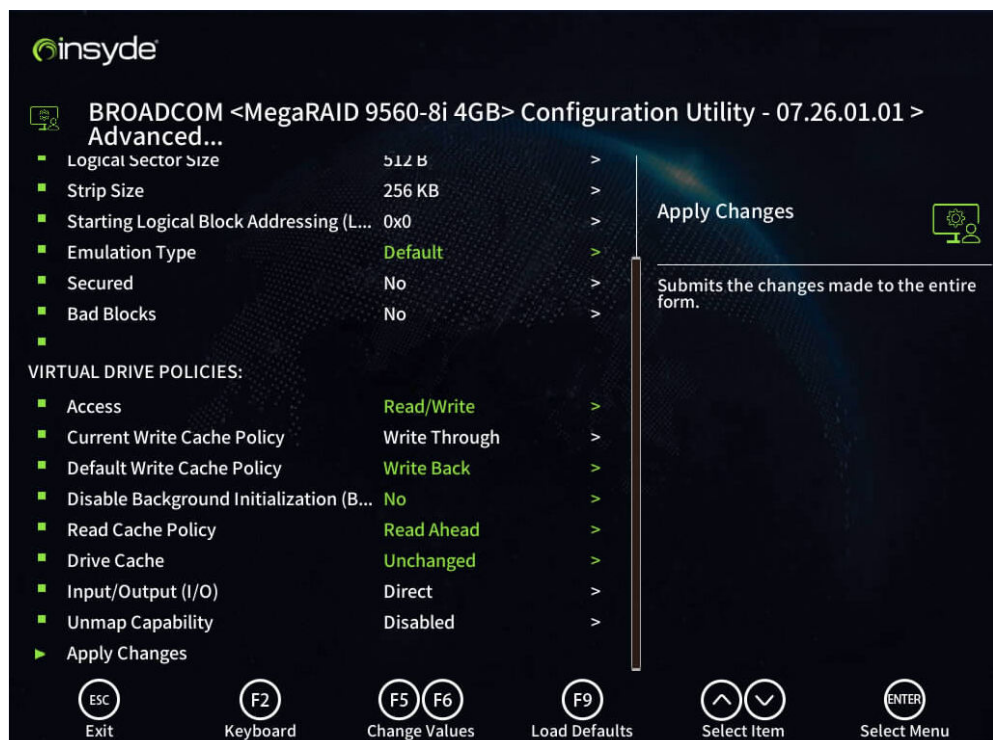 insyde
BROADCOM <MegaRAID 9560-8i 4GB> Configuration Utility - 07.26.01.01 >
Advanced...
Logical Sector Size 512 B >
Strip Size 256 KB >
Starting Logical Block Addressing (L... 0x0 >
Emulation Type Default >
Secured No >
Bad Blocks No >
VIRTUAL DRIVE POLICIES:
Access Read/Write >
Current Write Cache Policy Write Through >
Default Write Cache Policy Write Back >
Disable Background Initialization (B... No >
Read Cache Policy Read Ahead >
Drive Cache Unchanged >
Input/Output (I/O) Direct >
Unmap Capability Disabled >
Apply Changes
Apply Changes
Submits the changes made to the entire
form.
ESC F2 F5 F6 F9 ENTER
Exit Keyboard Change Values Load Defaults Select Item Select Menu